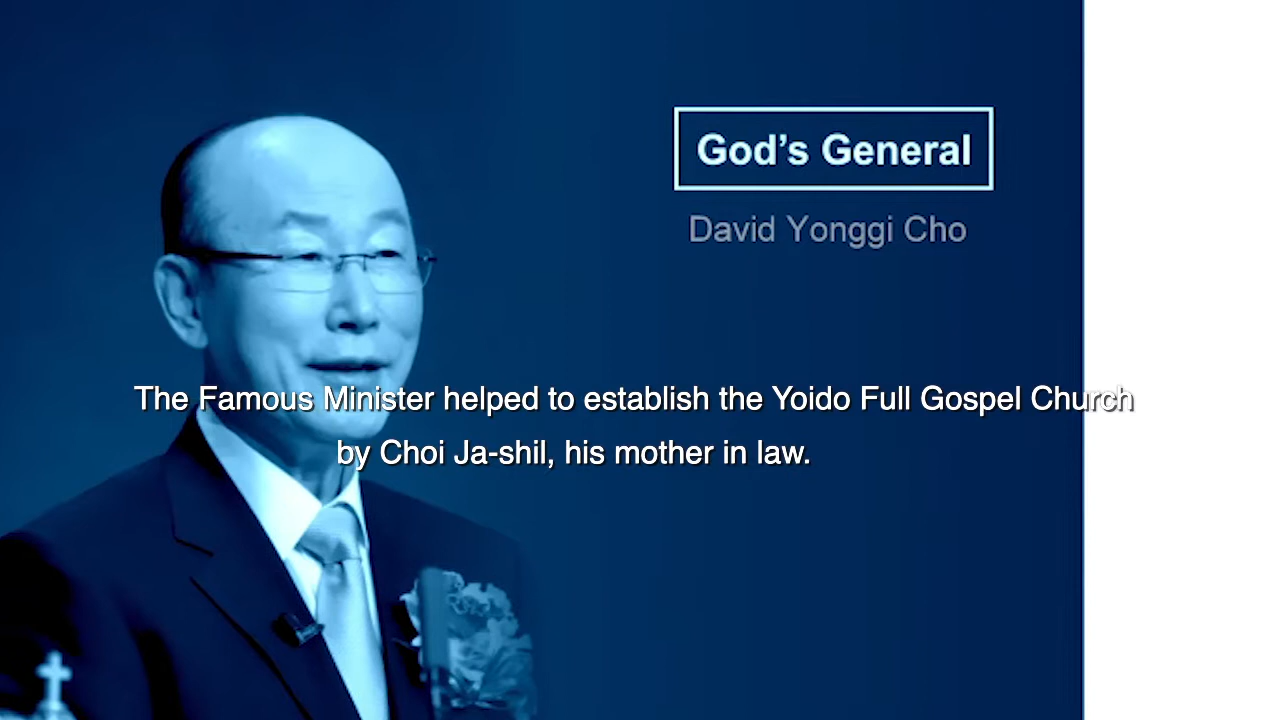 God’s General
David Yonggi Cho
The Famous Minister helped to establish the Yoido Full Gospel Church
by Choi Ja-shil, his mother in law.